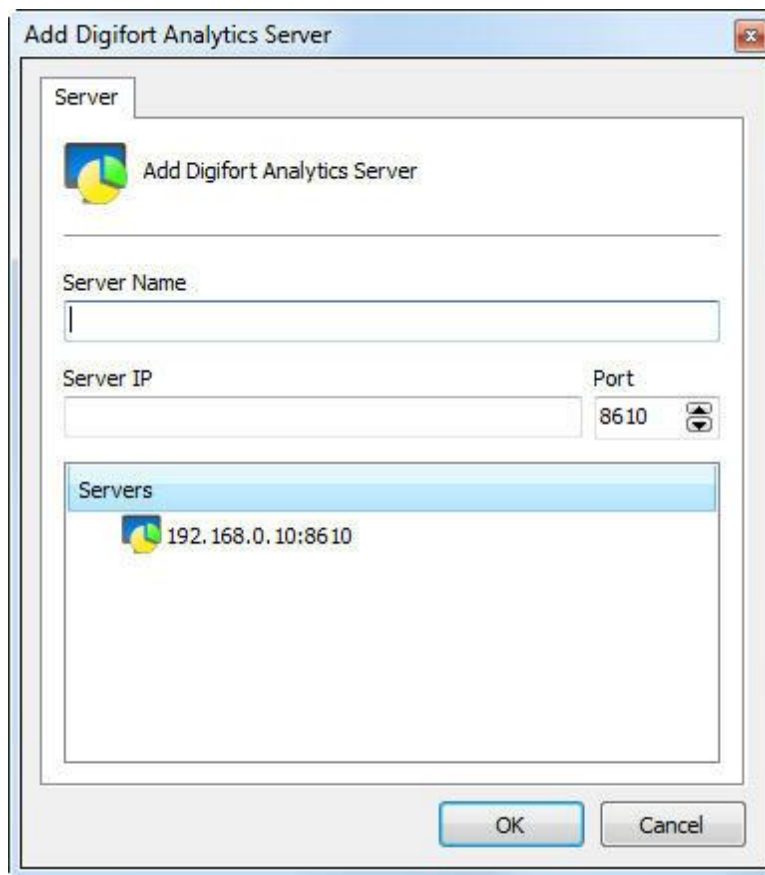 Add Digifort Analytics Server
Server
Add Digifort Analytics Server
Server Name
Server IP Port
8610
Servers
192.168.0.10:8610
OK Cancel